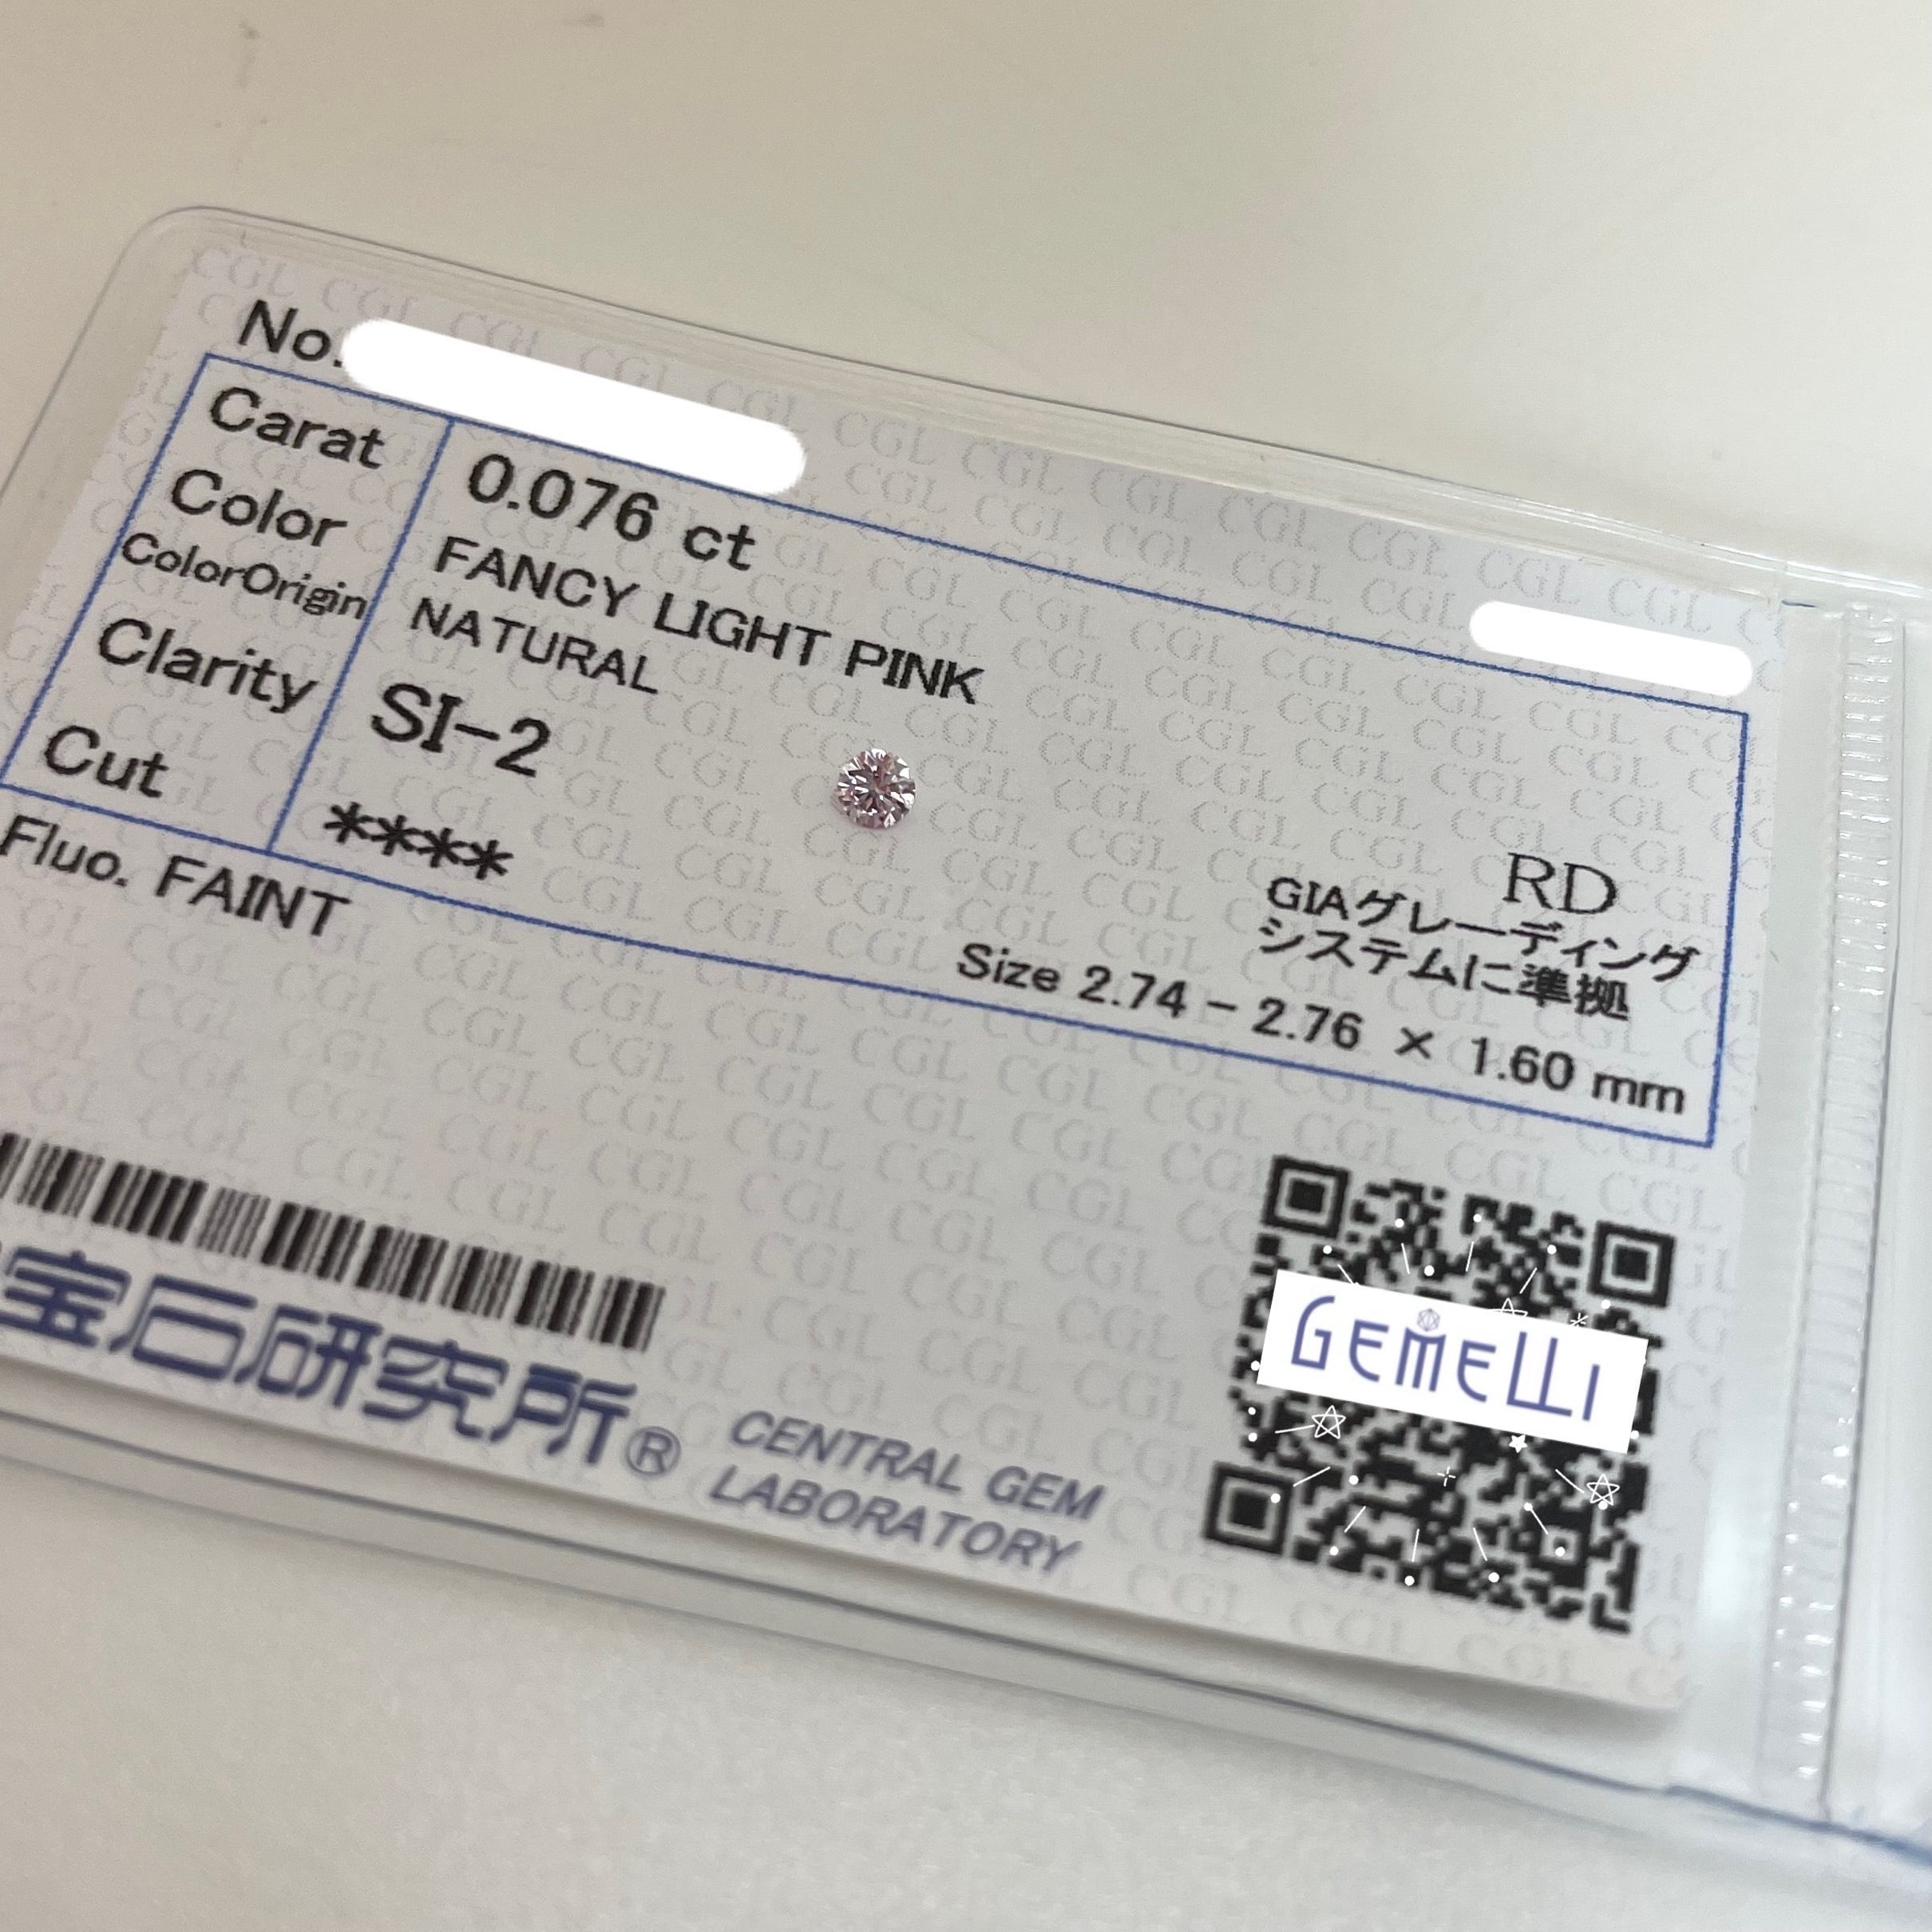 No.
Carat 0.076 ct
Color FANCY LIGHT PINK
ColorOrigin NATURAL
Clarity SI-2
Cut ****
RD
GIAグレーディング
システムに準拠
Size 2.74 - 2.76 × 1.60 mm
Fluo. FAINT
宝石研究所®
CENTRAL GEM
LABORATORY
GEMELLI